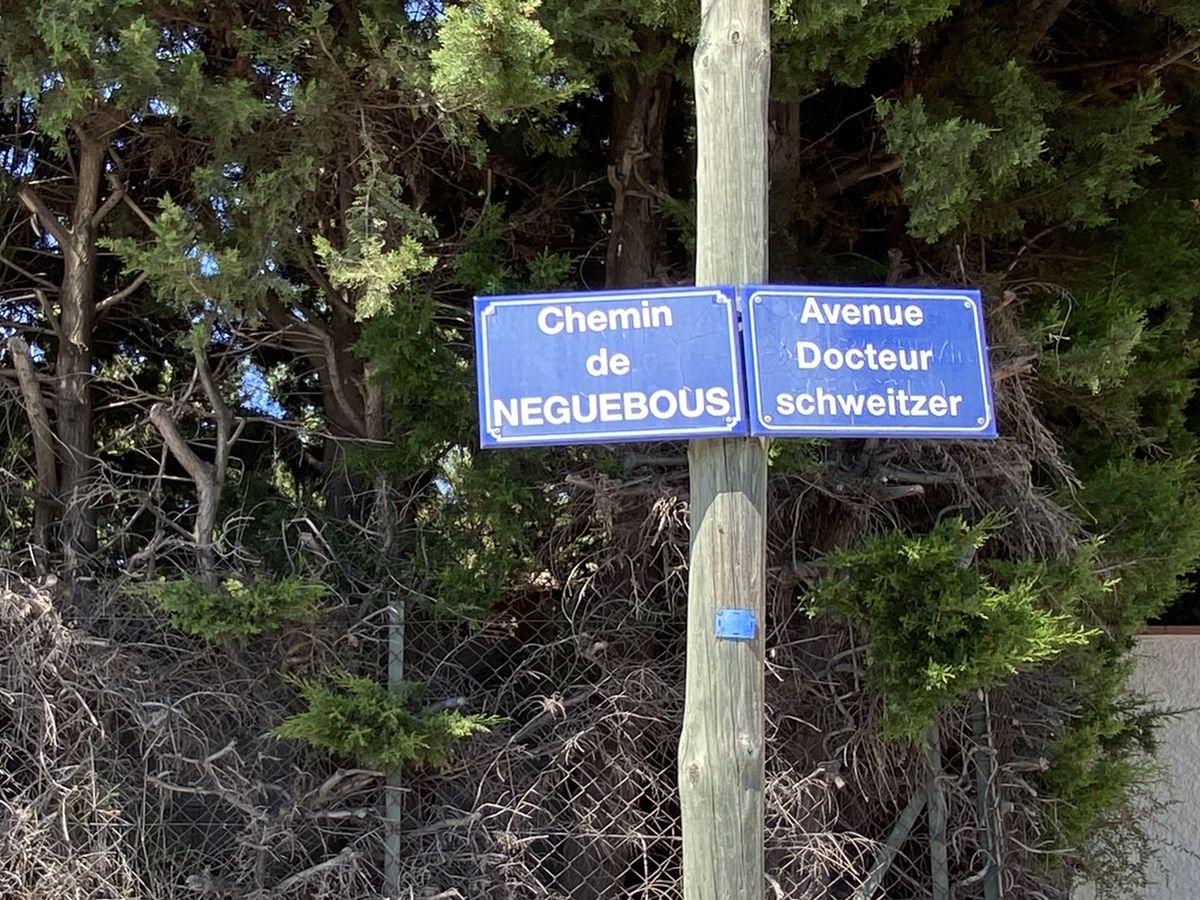 Chemin
de
NEGUEBOUS
Avenue
Docteur
schweitzer